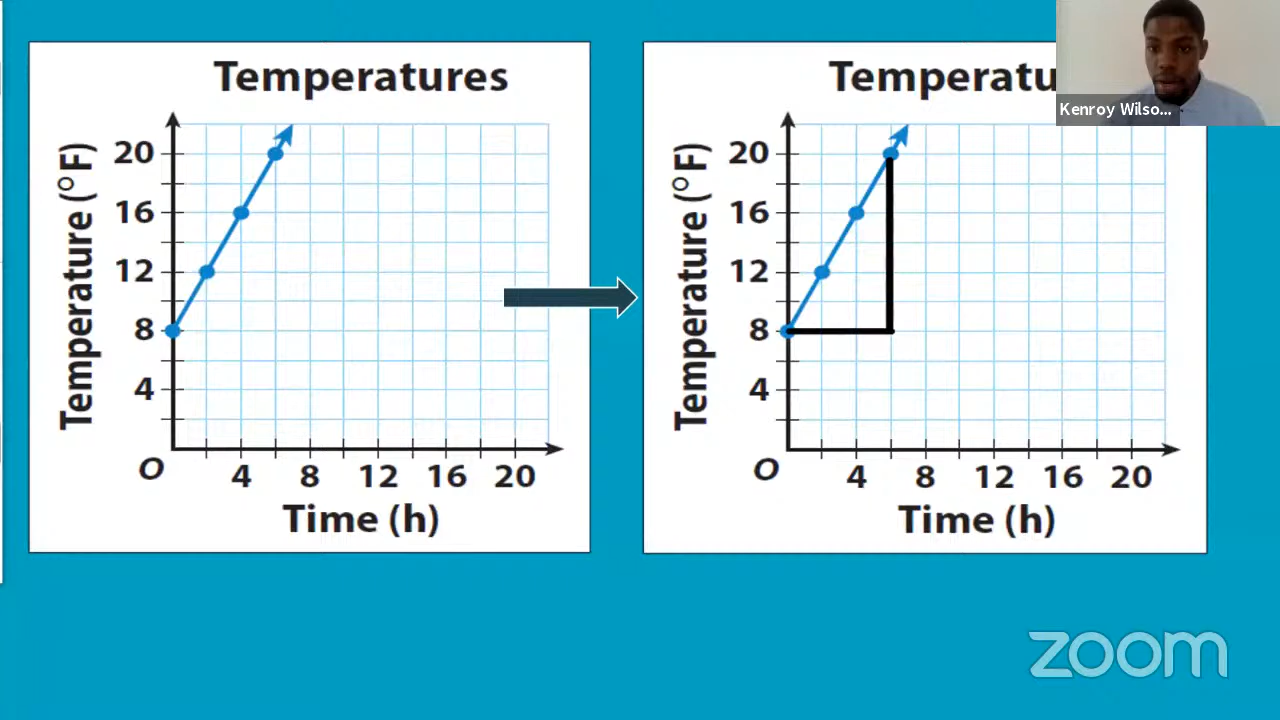 Temperatures
Temperature (°F)
20
16
12
8
4
O
4 8 12 16 20
Time (h)
Temperatu
Temperature (°F)
20
16
12
8
4
O
4 8 12 16 20
Time (h)
Kenroy Wilso...
zoom